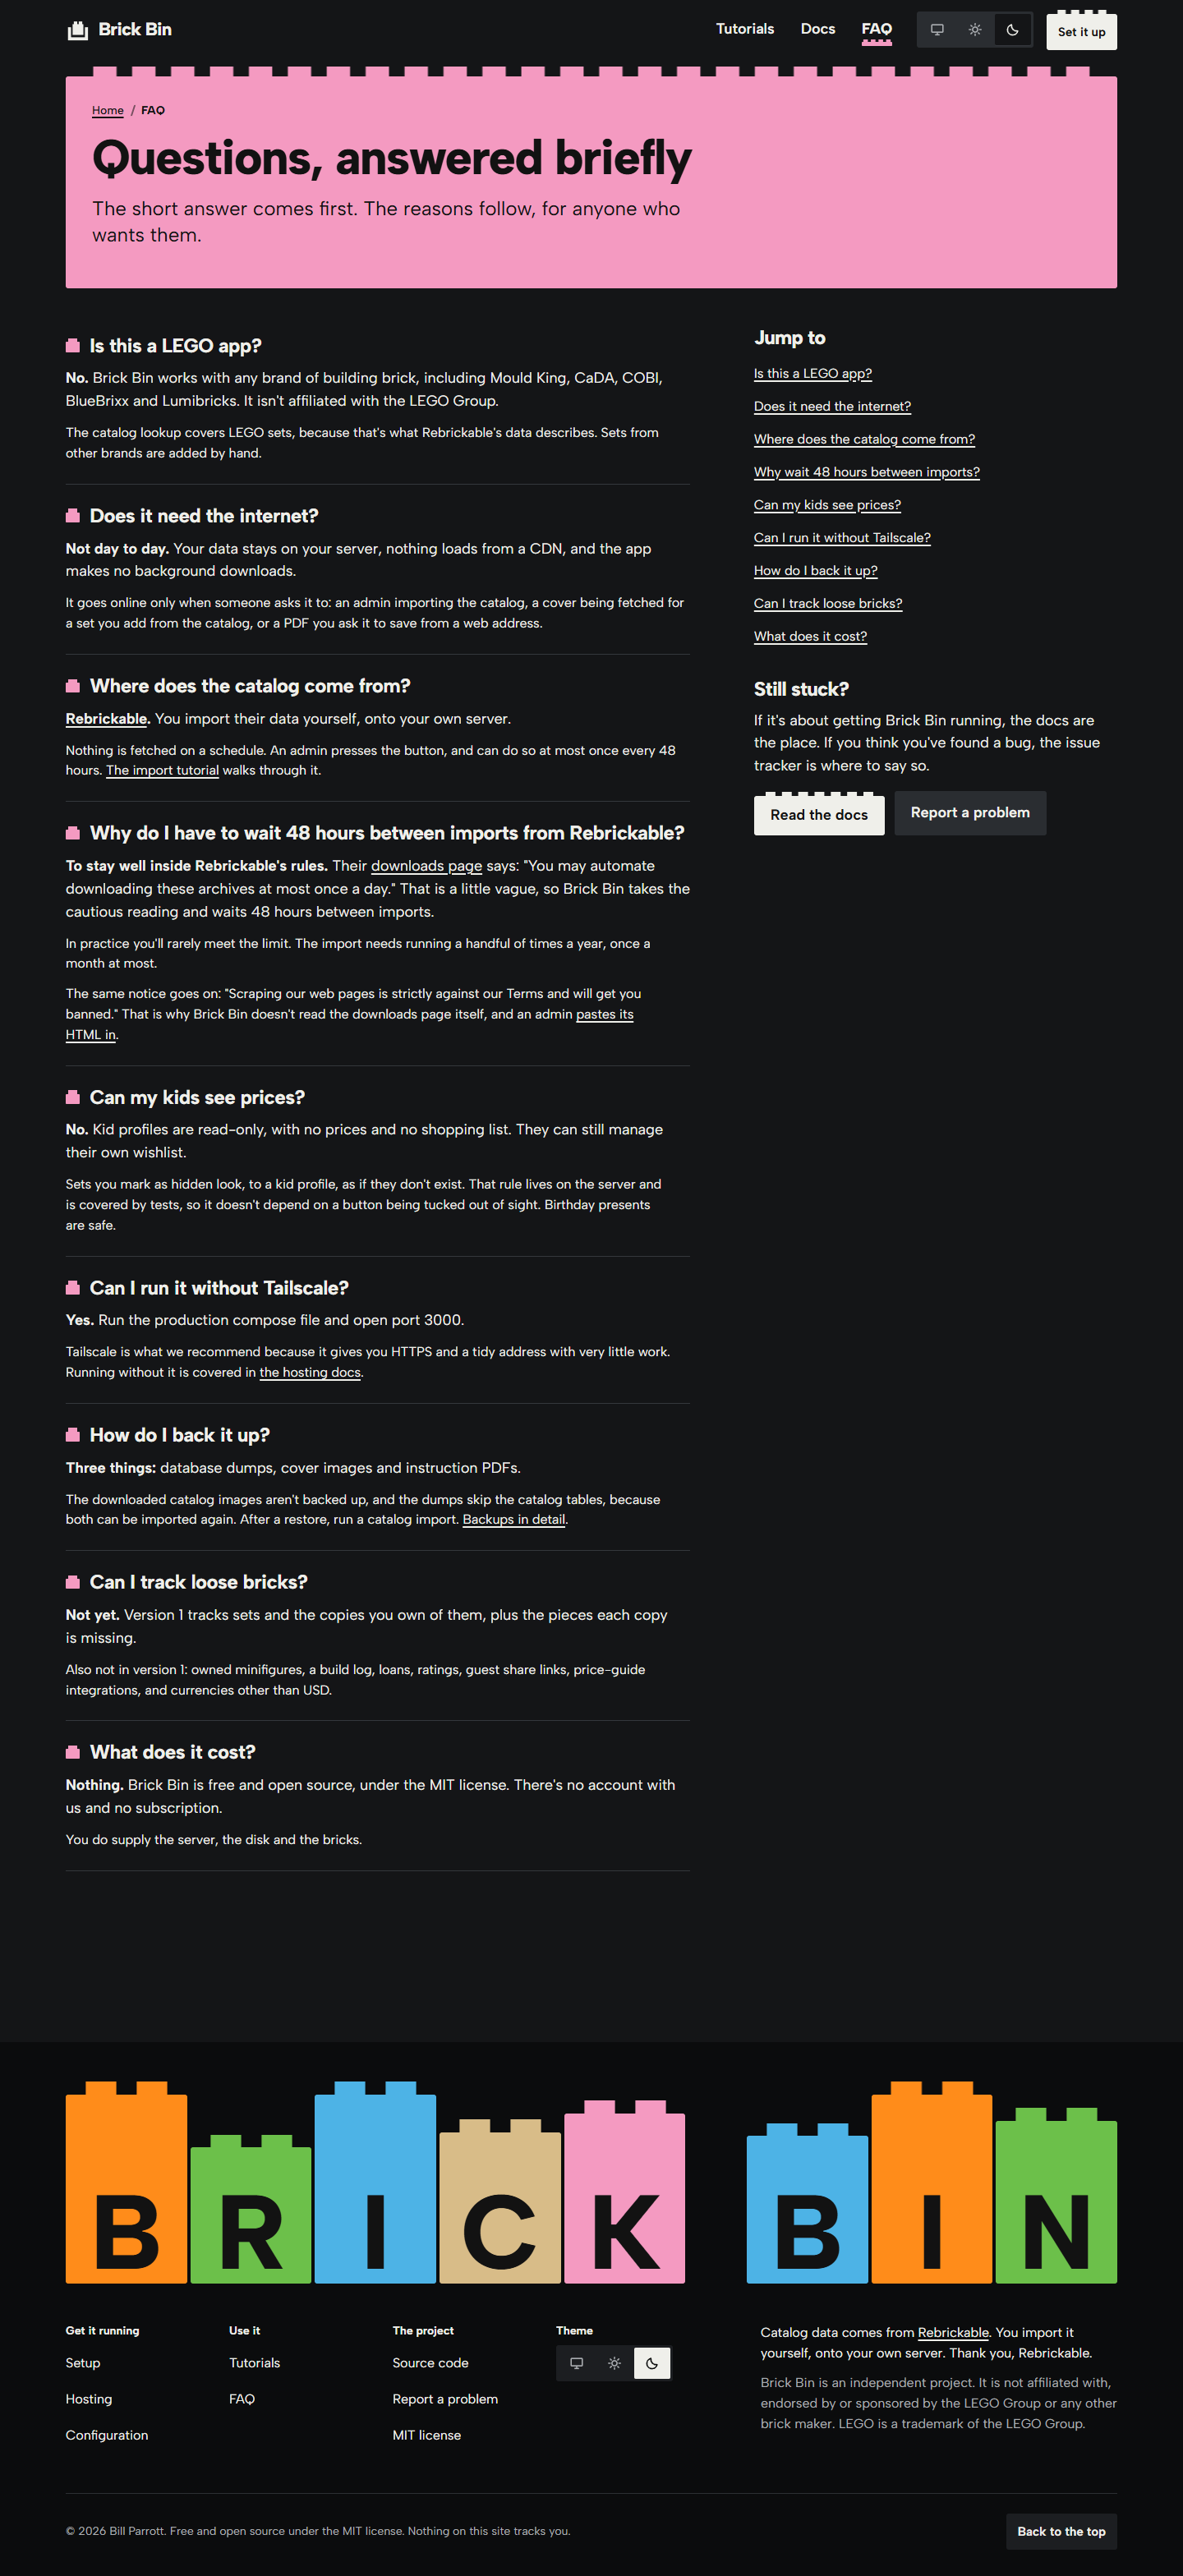 Brick Bin
Tutorials
Docs
FAQ
Set it up
Home / FAQ
Questions, answered briefly
The short answer comes first. The reasons follow, for anyone who
wants them.
Is this a LEGO app?
No. Brick Bin works with any brand of building brick, including Mould King, CaDA, COBI,
BlueBrixx and Lumibricks. It isn't affiliated with the LEGO Group.
The catalog lookup covers LEGO sets, because that's what Rebrickable's data describes. Sets from
other brands are added by hand.
Does it need the internet?
Not day to day. Your data stays on your server, nothing loads from a CDN, and the app
makes no background downloads.
It goes online only when someone asks it to: an admin importing the catalog, a cover being fetched for
a set you add from the catalog, or a PDF you ask it to save from a web address.
Where does the catalog come from?
Rebrickable. You import their data yourself, onto your own server.
Nothing is fetched on a schedule. An admin presses the button, and can do so at most once every 48
hours. The import tutorial walks through it.
Why do I have to wait 48 hours between imports from Rebrickable?
To stay well inside Rebrickable's rules. Their downloads page says: "You may automate
downloading these archives at most once a day." That is a little vague, so Brick Bin takes the
cautious reading and waits 48 hours between imports.
In practice you'll rarely meet the limit. The import needs running a handful of times a year, once a
month at most.
The same notice goes on: "Scraping our web pages is strictly against our Terms and will get you
banned." That is why Brick Bin doesn't read the downloads page itself, and an admin pastes its
HTML in.
Can my kids see prices?
No. Kid profiles are read-only, with no prices and no shopping list. They can still manage
their own wishlist.
Sets you mark as hidden look, to a kid profile, as if they don't exist. That rule lives on the server and
is covered by tests, so it doesn't depend on a button being tucked out of sight. Birthday presents
are safe.
Can I run it without Tailscale?
Yes. Run the production compose file and open port 3000.
Tailscale is what we recommend because it gives you HTTPS and a tidy address with very little work.
Running without it is covered in the hosting docs.
How do I back it up?
Three things: database dumps, cover images and instruction PDFs.
The downloaded catalog images aren't backed up, and the dumps skip the catalog tables, because
both can be imported again. After a restore, run a catalog import. Backups in detail.
Can I track loose bricks?
Not yet. Version 1 tracks sets and the copies you own of them, plus the pieces each copy
is missing.
Also not in version 1: owned minifigures, a build log, loans, ratings, guest share links, price-guide
integrations, and currencies other than USD.
What does it cost?
Nothing. Brick Bin is free and open source, under the MIT license. There's no account with
us and no subscription.
You do supply the server, the disk and the bricks.
Jump to
Is this a LEGO app?
Does it need the internet?
Where does the catalog come from?
Why wait 48 hours between imports?
Can my kids see prices?
Can I run it without Tailscale?
How do I back it up?
Can I track loose bricks?
What does it cost?
Still stuck?
If it's about getting Brick Bin running, the docs are
the place. If you think you've found a bug, the issue
tracker is where to say so.
Read the docs
Report a problem
BRICK BIN
Get it running
Setup
Hosting
Configuration
Use it
Tutorials
FAQ
The project
Source code
Report a problem
MIT license
Theme
Catalog data comes from Rebrickable. You import it
yourself, onto your own server. Thank you, Rebrickable.
Brick Bin is an independent project. It is not affiliated with,
endorsed by or sponsored by the LEGO Group or any other
brick maker. LEGO is a trademark of the LEGO Group.
© 2026 Bill Parrott. Free and open source under the MIT license. Nothing on this site tracks you.
Back to the top